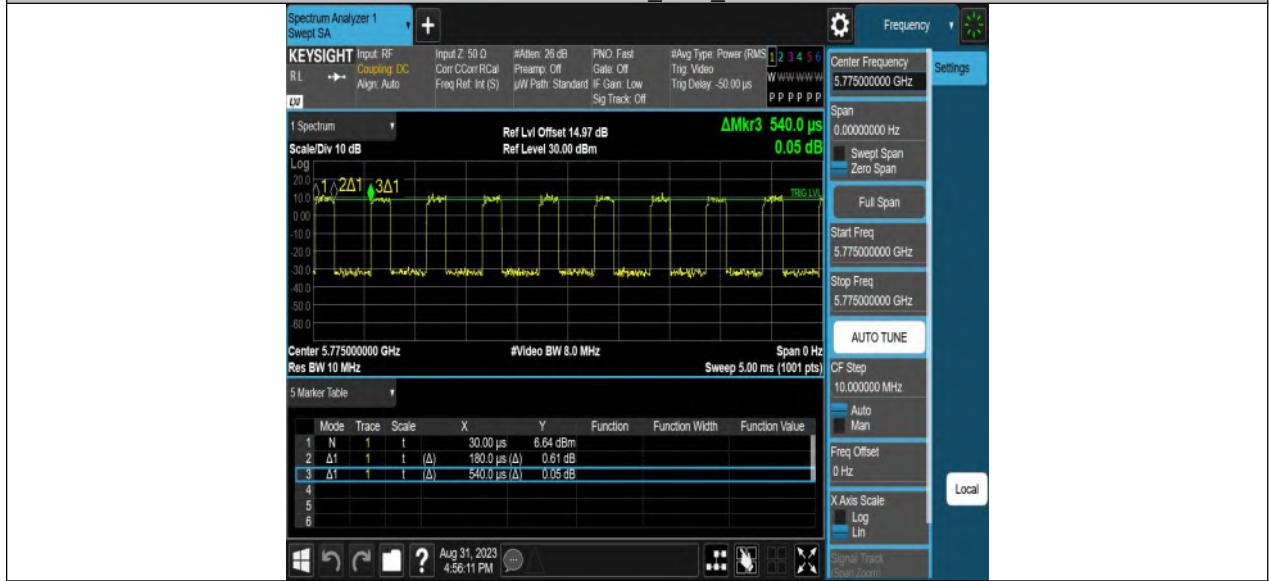 Spectrum Analyzer 1
Swept SA
+
Frequency
KEYSIGHT
RL
LXI
Input: RF
Coupling: DC
Align: Auto
Input Z: 50 Ω
Corr CCorr RCal
Freq Ref: Int (S)
#Atten: 26 dB
Preamp: Off
µW Path: Standard
PNO: Fast
Gate: Off
IF Gain: Low
Sig Track: Off
#Avg Type: Power (RMS
Trig: Video
Trig Delay: -50.00 µs
1 2 3 4 5 6
W W W W W W
P P P P P P
1 Spectrum
Scale/Div 10 dB
Ref Lvl Offset 14.97 dB
Ref Level 30.00 dBm
ΔMkr3 540.0 µs
0.05 dB
Log
1 2Δ1 3Δ1
TRIG LVL
20.0
10.0
0.00
-10.0
-20.0
-30.0
-40.0
-50.0
-60.0
Center 5.775000000 GHz
#Video BW 8.0 MHz
Span 0 Hz
Res BW 10 MHz
Sweep 5.00 ms (1001 pts)
5 Marker Table
Mode Trace Scale X Y Function Function Width Function Value
1 N 1 t 30.00 µs 6.64 dBm
2 Δ1 1 t (Δ) 180.0 µs (Δ) 0.61 dB
3 Δ1 1 t (Δ) 540.0 µs (Δ) 0.05 dB
4
5
6
?
Aug 31, 2023
4:56:11 PM
Center Frequency
5.775000000 GHz
Settings
Span
0.00000000 Hz
Swept Span
Zero Span
Full Span
Start Freq
5.775000000 GHz
Stop Freq
5.775000000 GHz
AUTO TUNE
CF Step
10.000000 MHz
Auto
Man
Freq Offset
0 Hz
X Axis Scale
Log
Lin
Signal Track
(Span Zoom)
Local